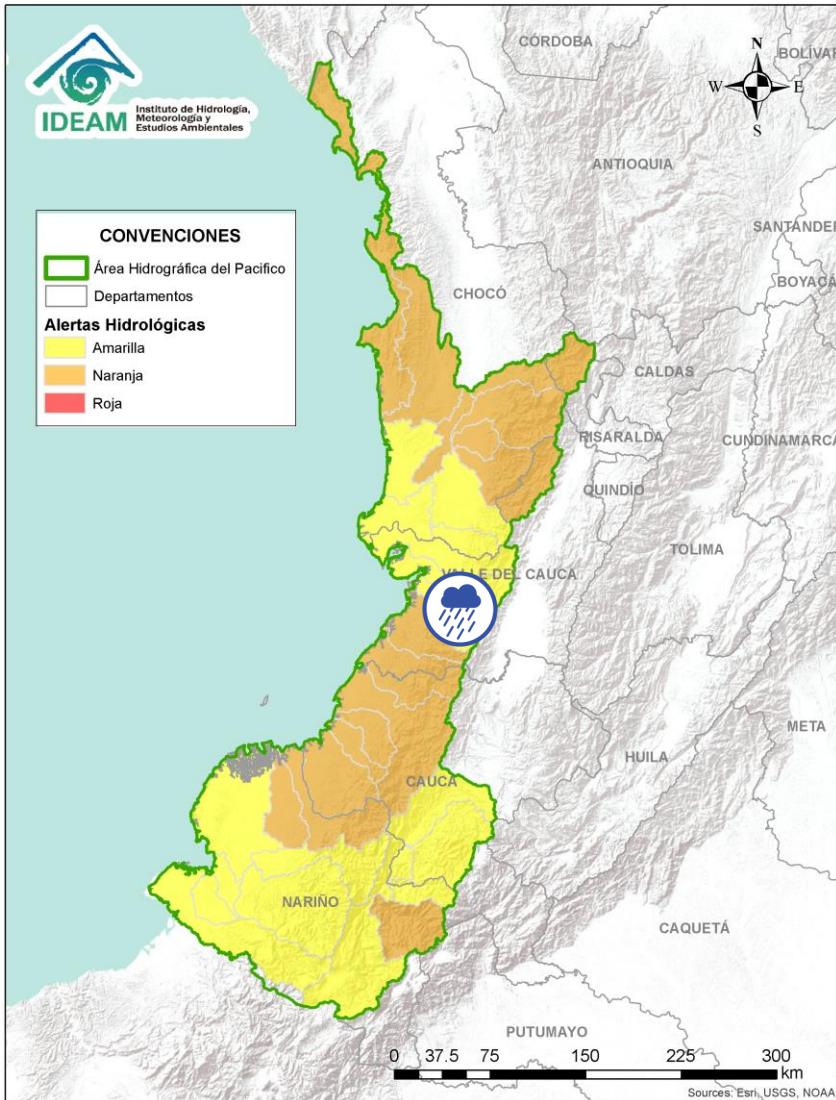 IDEAM
Instituto de Hidrología,
Meteorología y
Estudios Ambientales
CÓRDOBA
BOLÍVAR
N
W
E
S
ANTIOQUIA
SANTANDER
BOYACÁ
CONVENCIONES
Área Hidrográfica del Pacifico
Departamentos
Alertas Hidrológicas
Amarilla
Naranja
Roja
CHOCÓ
CALDAS
RISARALDA
CUNDINAMARCA
QUINDÍO
TOLIMA
VALLE DEL CAUCA
META
HUILA
CAUCA
NARIÑO
CAQUETÁ
PUTUMAYO
0 37.5 75 150 225 300
km
Sources: Esri, USGS, NOAA